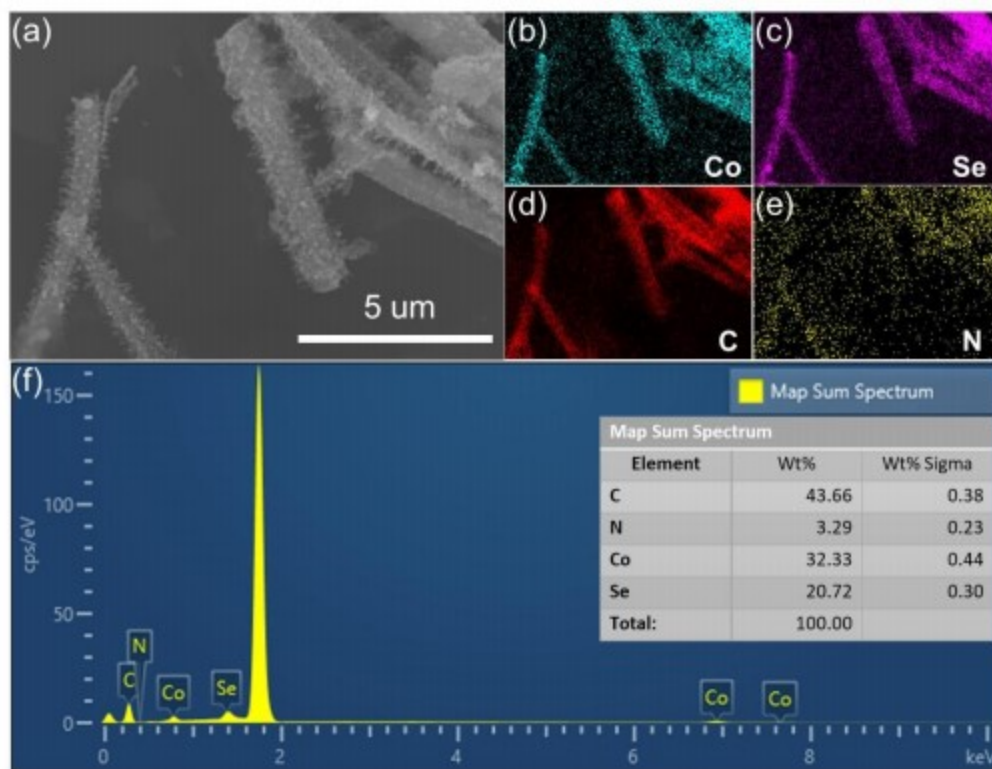 (a)
5 um
(b)
Co
(c)
Se
(d)
C
(e)
N
(f)
Map Sum Spectrum
Map Sum Spectrum
Element Wt% Wt% Sigma
C 43.66 0.38
N 3.29 0.23
Co 32.33 0.44
Se 20.72 0.30
Total: 100.00
cps/eV
150
100
50
0
N
C
Co
Se
Co
Co
0 2 4 6 8 keV